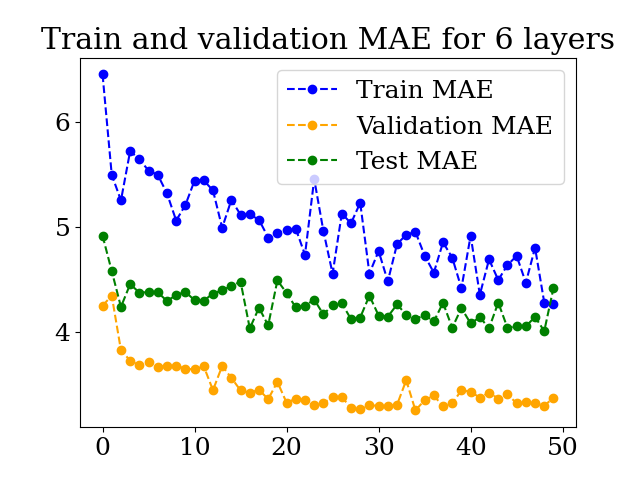 Train and validation MAE for 6 layers
Train MAE
Validation MAE
Test MAE
6
5
4
0 10 20 30 40 50